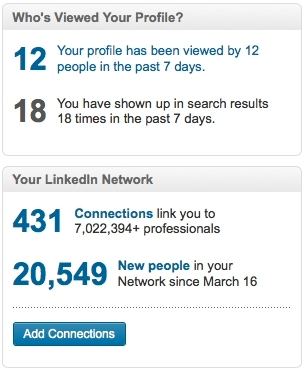 Who's Viewed Your Profile?
12 Your profile has been viewed by 12
people in the past 7 days.
18 You have shown up in search results
18 times in the past 7 days.
Your LinkedIn Network
431 Connections link you to
7,022,394+ professionals
20,549 New people in your
Network since March 16
Add Connections